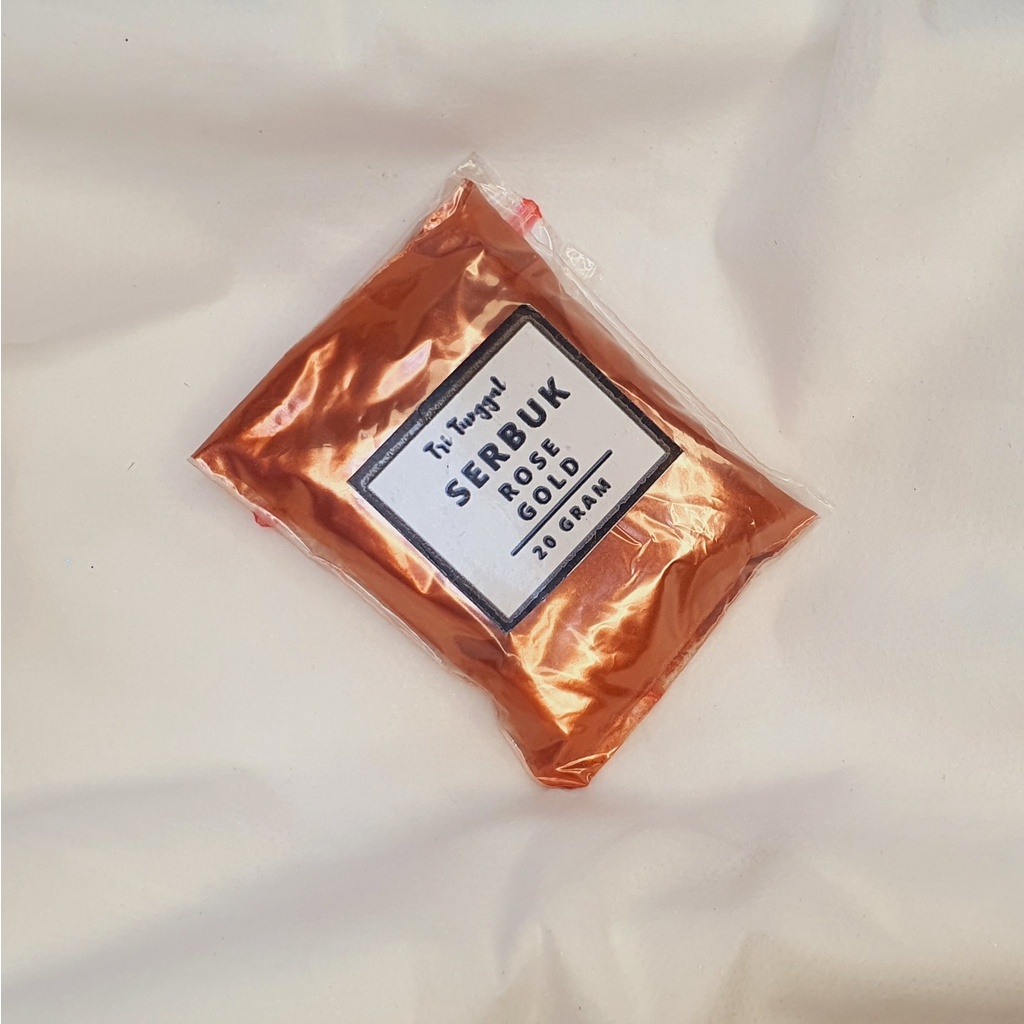 Tri Tunggal
SERBUK
ROSE
GOLD
20 GRAM